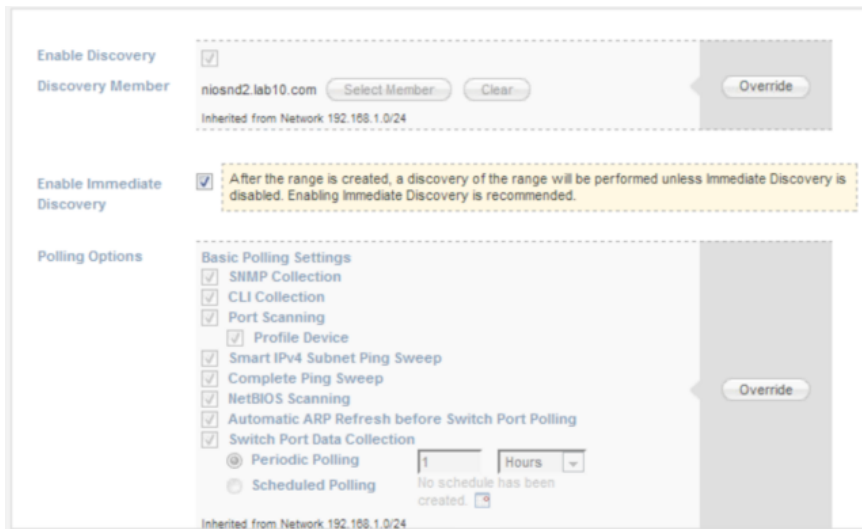 Enable Discovery
Discovery Member
niosnd2.lab10.com Select Member Clear
Override
Inherited from Network 192.168.1.0/24
Enable Immediate
Discovery
After the range is created, a discovery of the range will be performed unless Immediate Discovery is
disabled. Enabling Immediate Discovery is recommended.
Polling Options
Basic Polling Settings
SNMP Collection
CLI Collection
Port Scanning
Profile Device
Smart IPv4 Subnet Ping Sweep
Complete Ping Sweep
NetBIOS Scanning
Override
Automatic ARP Refresh before Switch Port Polling
Switch Port Data Collection
Periodic Polling 1 Hours
Scheduled Polling No schedule has been
created.
Inherited from Network 192.168.1.0/24